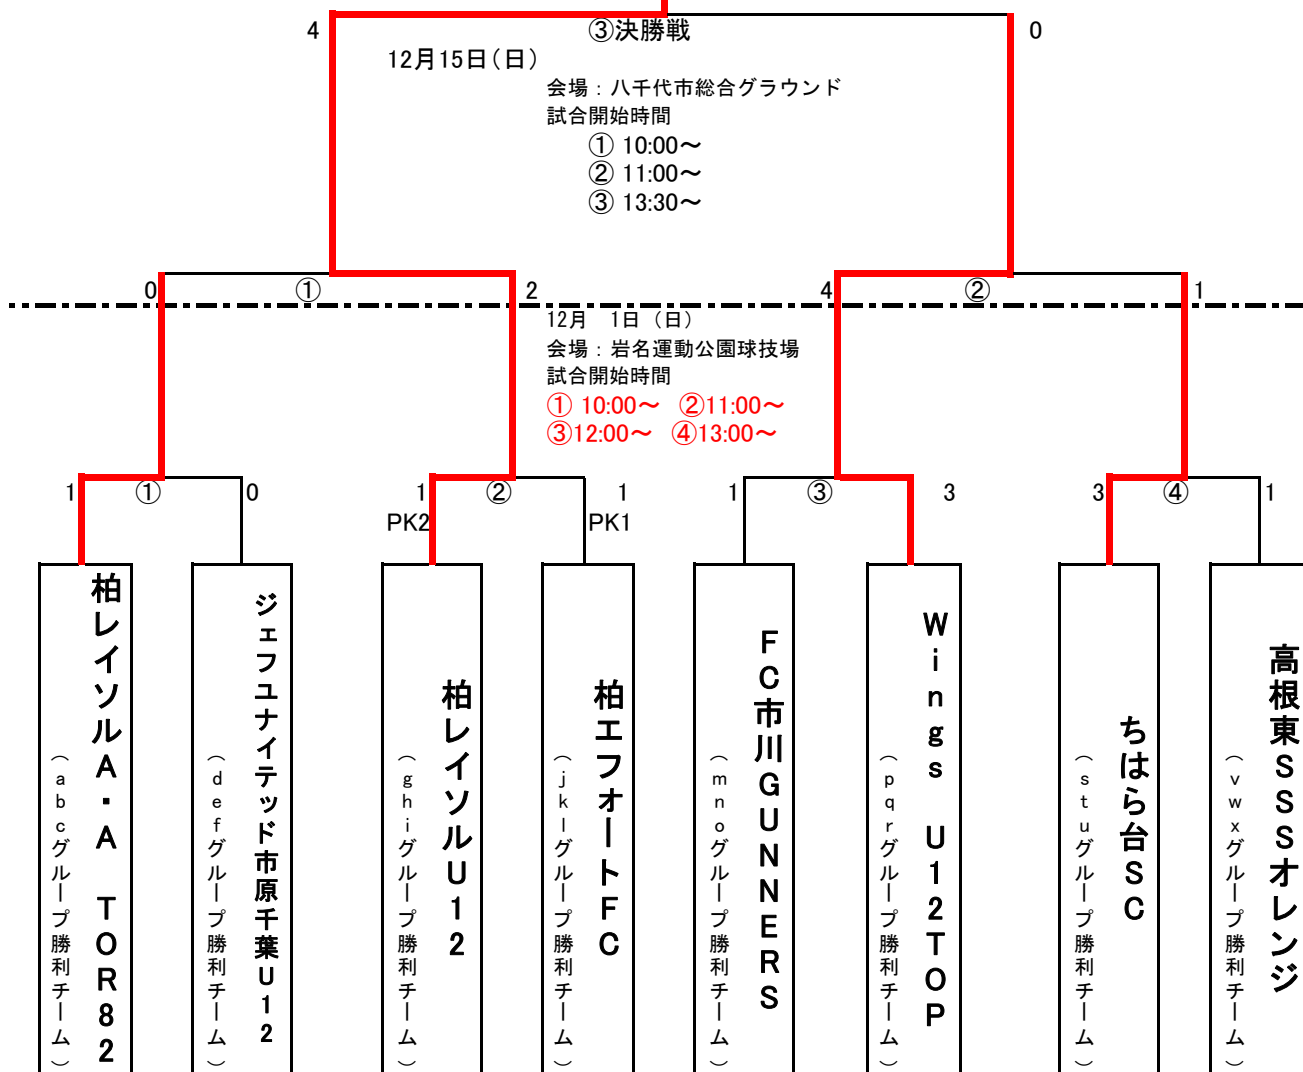 4
③決勝戦
0
12月15日（日）
会場：八千代市総合グラウンド
試合開始時間
① 10:00～
② 11:00～
③ 13:30～
0
①
2
4
②
1
12月　1日（日）
会場：岩名運動公園球技場
試合開始時間
① 10:00～　②11:00～
③12:00～　④13:00～
1
①
0
1
②
1
1
③
3
3
④
1
PK2
PK1
柏レイソルA・A　TOR82
（abcグループ勝利チーム）
ジェフユナイテッド市原千葉U12
（defグループ勝利チーム）
柏レイソルU12
（ghiグループ勝利チーム）
柏エフオートFC
（jklグループ勝利チーム）
FC市川GUNNERS
（mnoグループ勝利チーム）
Wings　U12TOP
（pqrグループ勝利チーム）
ちはら台SC
（stuグループ勝利チーム）
高根東SSSオレンジ
（vwxグループ勝利チーム）